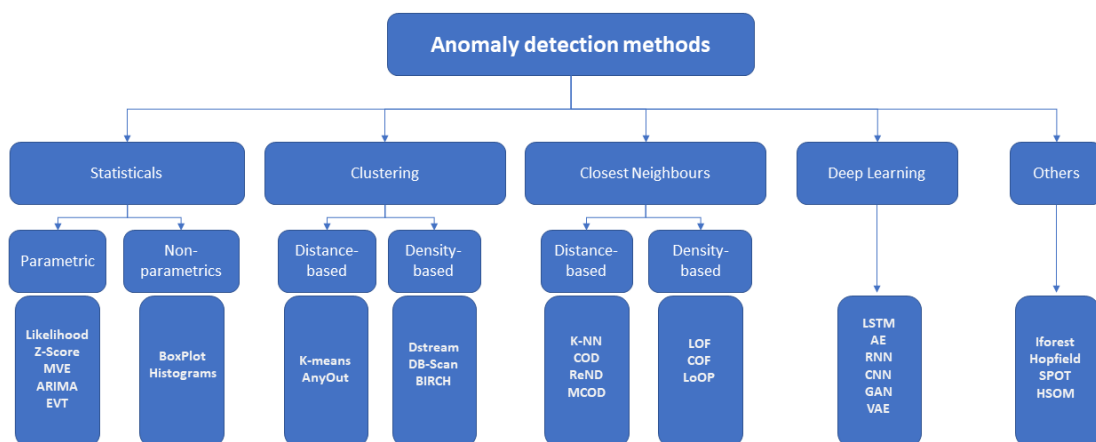 Anomaly detection methods
Statisticals
Clustering
Closest Neighbours
Deep Learning
Others
Parametric
Non-
parametrics
Distance-
based
Density-
based
Distance-
based
Density-
based
Likelihood
Z-Score
MVE
ARIMA
EVT
BoxPlot
Histograms
K-means
AnyOut
Dstream
DB-Scan
BIRCH
K-NN
COD
ReND
MCOD
LOF
COF
LoOP
LSTM
AE
RNN
CNN
GAN
VAE
Iforest
Hopfield
SPOT
HSOM